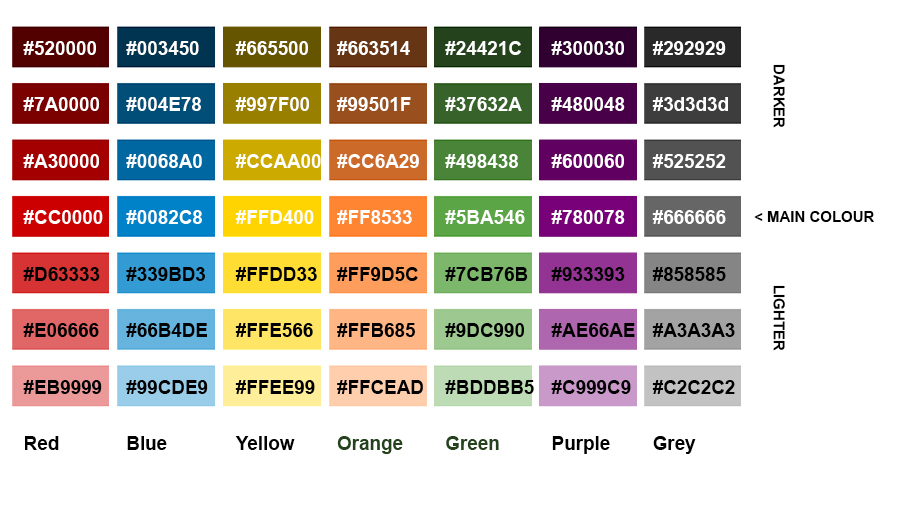 #520000 #003450 #665500 #663514 #24421C #300030 #292929
#7A0000 #004E78 #997F00 #99501F #37632A #480048 #3d3d3d
DARKER
#A30000 #0068A0 #CCAA00 #CC6A29 #498438 #600060 #525252
#CC0000 #0082C8 #FFD400 #FF8533 #5BA546 #780078 #666666 < MAIN COLOUR
#D63333 #339BD3 #FFDD33 #FF9D5C #7CB76B #933393 #858585
#E06666 #66B4DE #FFE566 #FFB685 #9DC990 #AE66AE #A3A3A3
LIGHTER
#EB9999 #99CDE9 #FFEE99 #FFCEAD #BDDBB5 #C999C9 #C2C2C2
Red Blue Yellow Orange Green Purple Grey